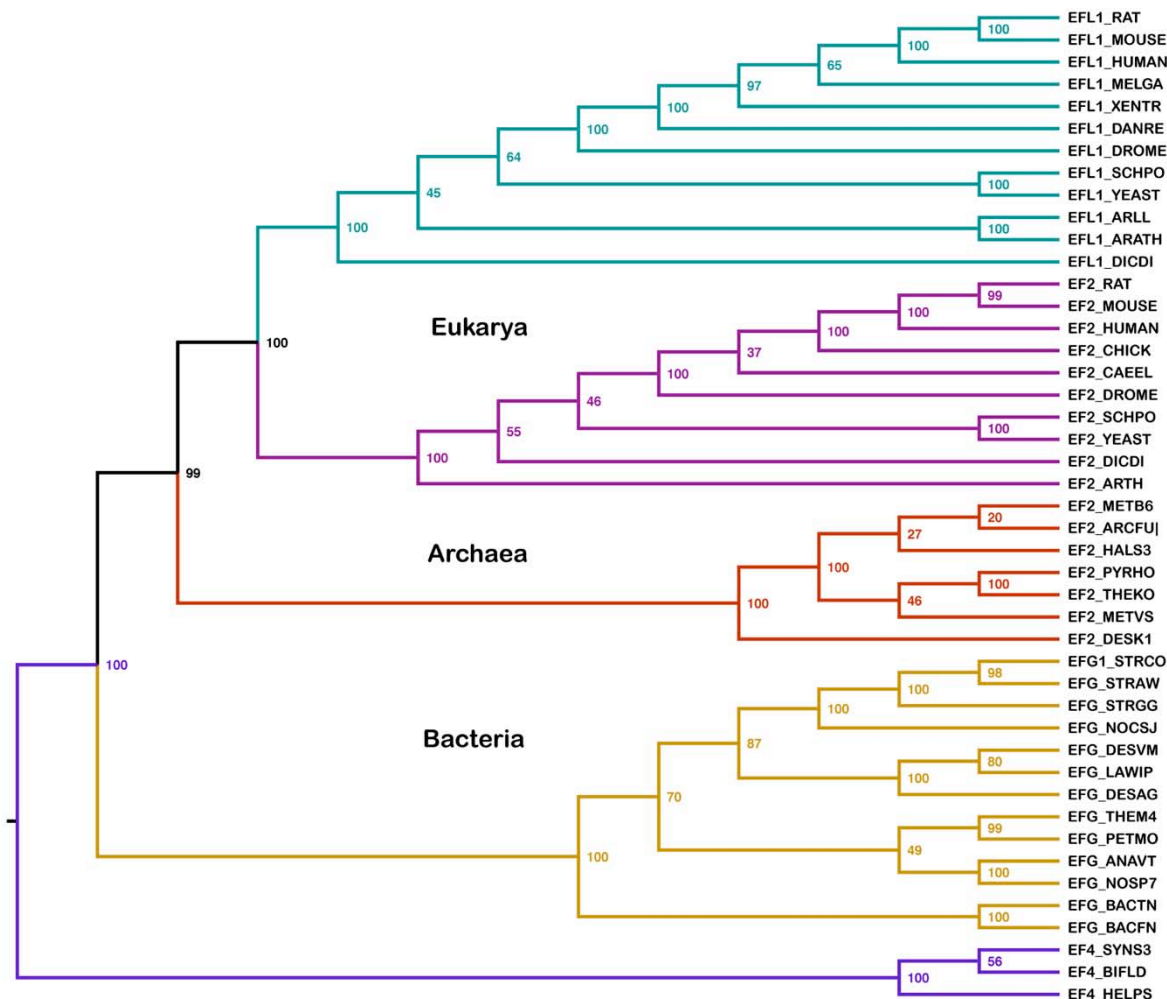 EFL1_RAT
100
EFL1_MOUSE
100
EFL1_HUMAN
65
EFL1_MELGA
97
EFL1_XENTR
100
EFL1_DANRE
100
EFL1_DROME
64
EFL1_SCHPO
100
EFL1_YEAST
45
EFL1_ARLL
100
100
EFL1_ARATH
EFL1_DICDI
EF2_RAT
99
EF2_MOUSE
100
Eukarya
EF2_HUMAN
100
100
EF2_CHICK
37
EF2_CAEEL
100
EF2_DROME
46
EF2_SCHPO
100
55
EF2_YEAST
100
EF2_DICDI
99
EF2_ARTH
EF2_METB6
20
EF2_ARCFU|
27
Archaea
EF2_HALS3
100
EF2_PYRHO
100
EF2_THEKO
100
46
EF2_METVS
EF2_DESK1
EFG1_STRCO
100
98
EFG_STRAW
100
EFG_STRGG
100
EFG_NOCSJ
Bacteria
87
EFG_DESVM
80
EFG_LAWIP
100
EFG_DESAG
70
EFG_THEM4
99
EFG_PETMO
49
100
EFG_ANAVT
100
EFG_NOSP7
EFG_BACTN
100
EFG_BACFN
EF4_SYNS3
56
EF4_BIFLD
100
EF4_HELPS